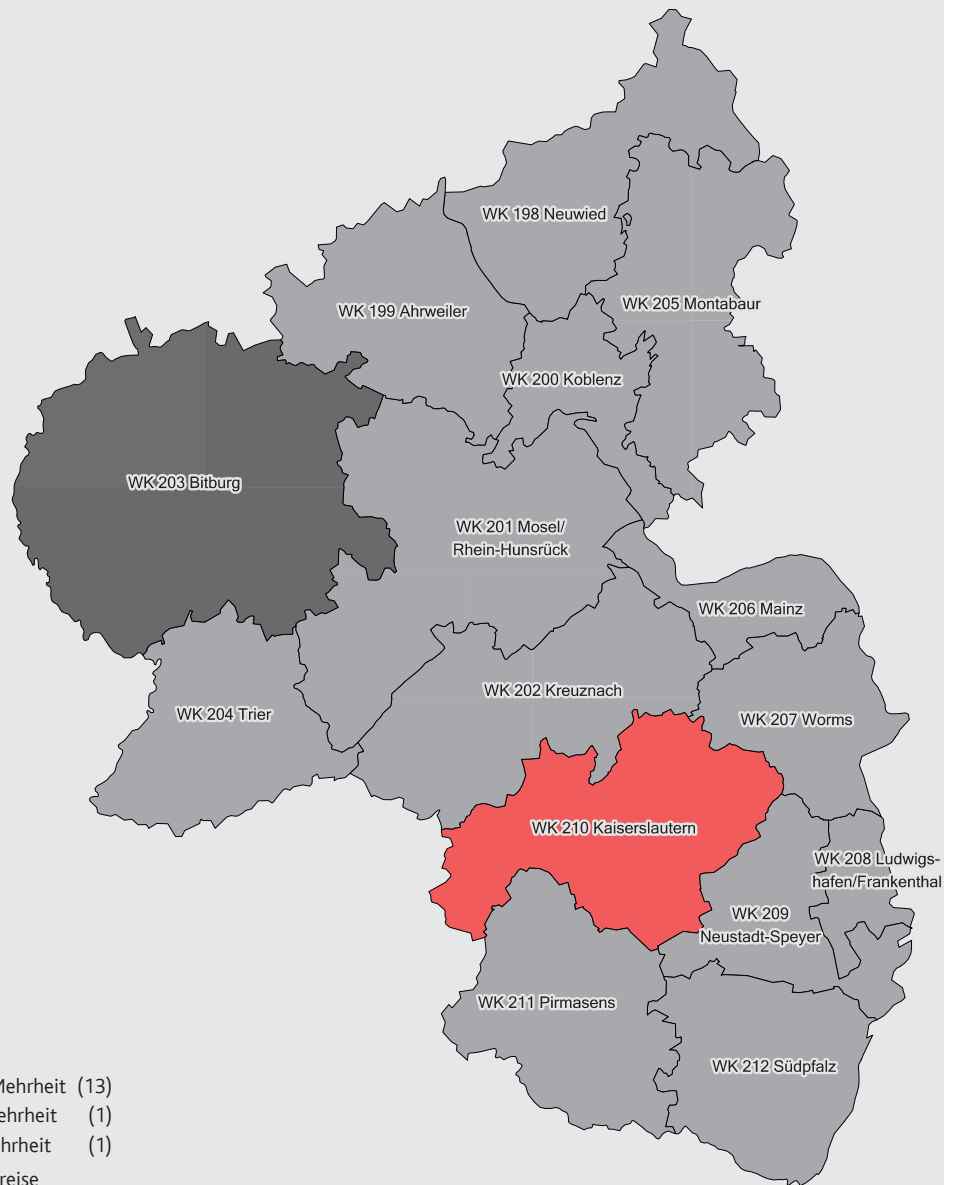 WK 198 Neuwied
WK 205 Montabaur
WK 199 Ahrweiler
WK 200 Koblenz
WK 203 Bitburg
WK 201 Mosel/
Rhein-Hunsrück
WK 206 Mainz
WK 202 Kreuznach
WK 204 Trier
WK 207 Worms
WK 210 Kaiserslautern
WK 208 Ludwigs-
hafen/Frankenthal
WK 209
Neustadt-Speyer
WK 211 Pirmasens
WK 212 Südpfalz
Mehrheit (13)
ehrheit (1)
hrheit (1)
reise